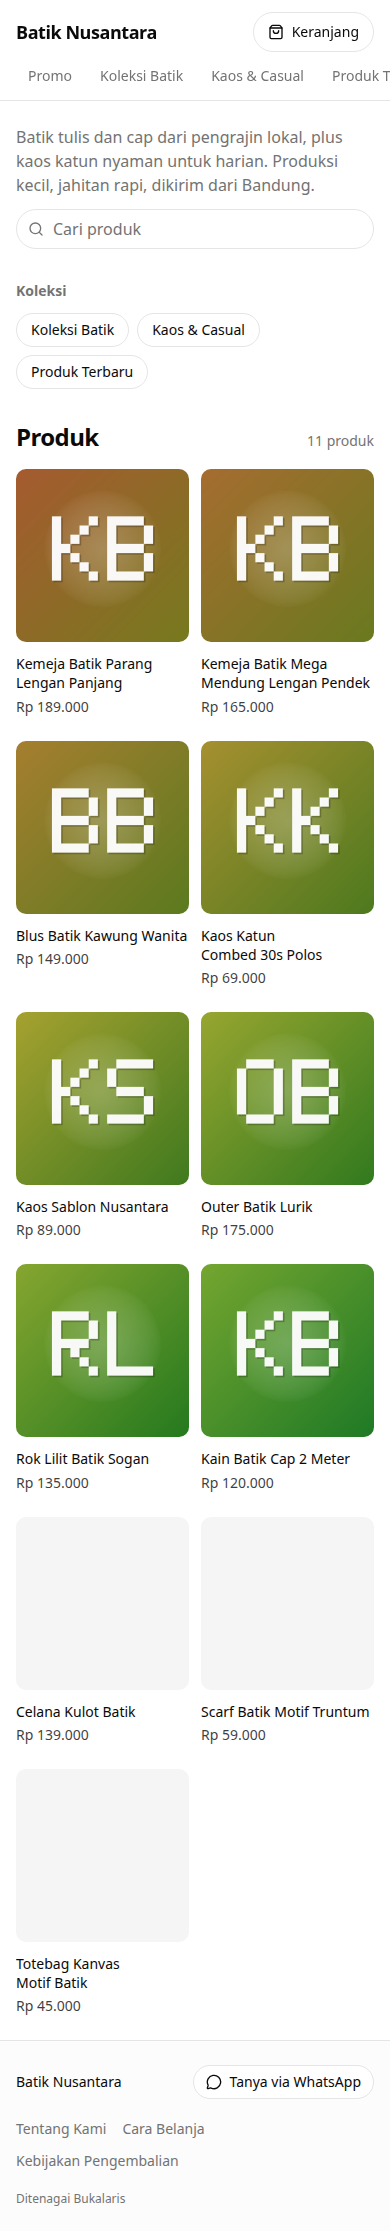 Batik Nusantara
Keranjang
Promo Koleksi Batik Kaos & Casual Produk T
Batik tulis dan cap dari pengrajin lokal, plus
kaos katun nyaman untuk harian. Produksi
kecil, jahitan rapi, dikirim dari Bandung.
Cari produk
Koleksi
Koleksi Batik Kaos & Casual
Produk Terbaru
Produk
11 produk
KB
Kemeja Batik Parang
Lengan Panjang
Rp 189.000
KB
Kemeja Batik Mega
Mendung Lengan Pendek
Rp 165.000
BB
Blus Batik Kawung Wanita
Rp 149.000
KK
Kaos Katun
Combed 30s Polos
Rp 69.000
KS
Kaos Sablon Nusantara
Rp 89.000
OB
Outer Batik Lurik
Rp 175.000
RL
Rok Lilit Batik Sogan
Rp 135.000
KB
Kain Batik Cap 2 Meter
Rp 120.000
Celana Kulot Batik
Rp 139.000
Scarf Batik Motif Truntum
Rp 59.000
Totebag Kanvas
Motif Batik
Rp 45.000
Batik Nusantara
Tanya via WhatsApp
Tentang Kami Cara Belanja
Kebijakan Pengembalian
Ditenagai Bukalaris